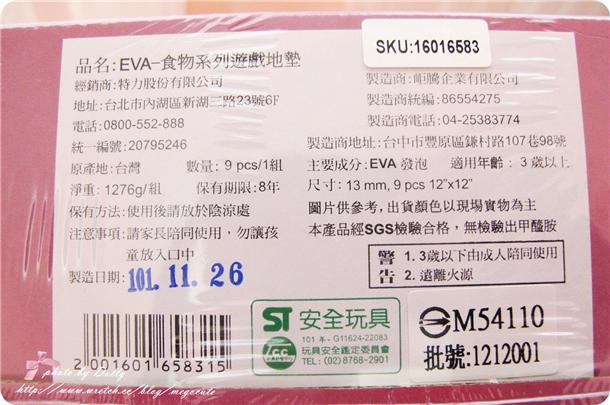 SKU:16016583
品名:EVA-食物系列遊戲地墊
經銷商:特力股份有限公司
地址:台北市內湖區新湖三路23號6F
電話:0800-552-888
統一編號:20795246
原產地:台灣 數量:9 pcs/1組
淨重:1276g/組 保有期限:8年
保有方法:使用後請放於陰涼處
注意事項:請家長陪同使用,勿讓孩
童放入口中
製造日期:
101.11.26
製造商:岠騰企業有限公司
製造商統編:86554275
製造商電話:04-25383774
製造商地址:台中市豐原區鎌村路107巷98號
主要成分:EVA 發泡 適用年齡:3 歲以上
尺寸:13 mm, 9 pcs 12"x12"
圖片供參考,出貨顏色以現場實物為主
本產品經SGS檢驗合格,無檢驗出甲醯胺
警告
1. 3歲以下由成人陪同使用
2. 遠離火源
2 001601 658315
ST 安全玩具
101 年-G11624-22083
玩具安全鑑定委員會
TEL:(02) 8768-2901
M54110
批號:1212001
photo by Dolly
http://www.wretch.cc/blog/megacute